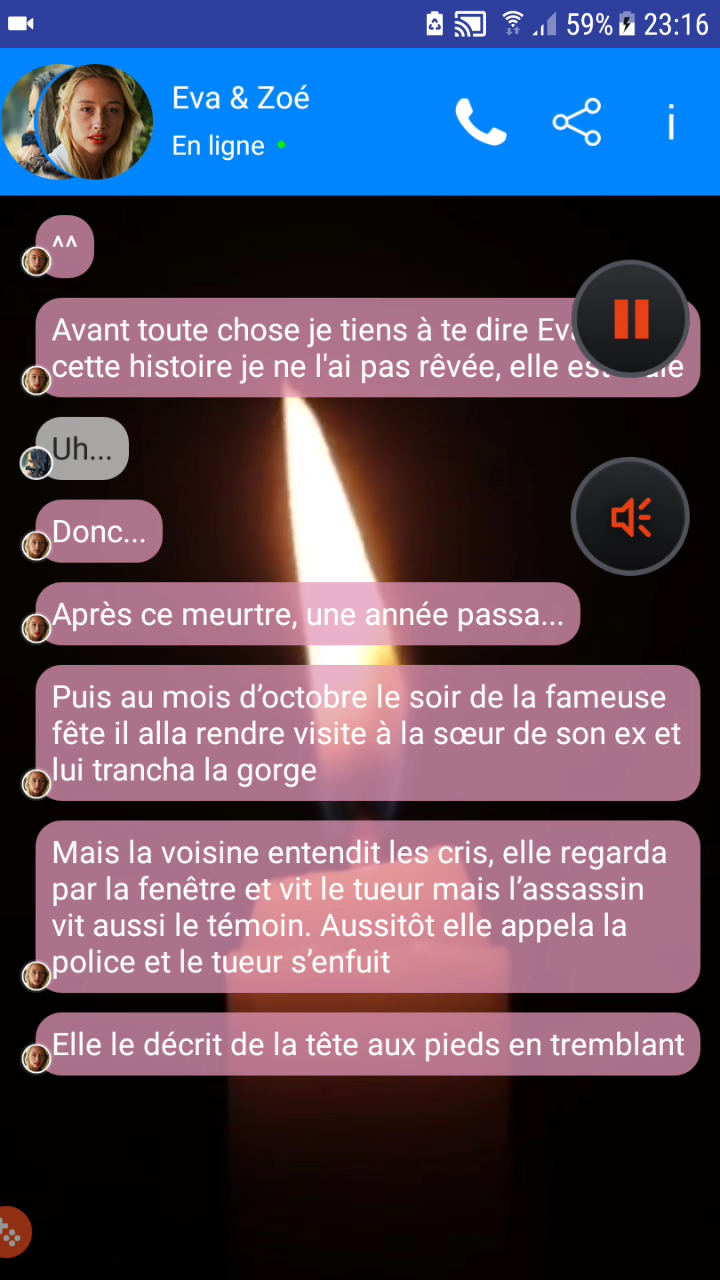 59% 23:16
Eva & Zoé
En ligne
i
^^
Avant toute chose je tiens à te dire
cette histoire je ne l'ai pas rêvée, elle
Uh...
Donc...
Après ce meurtre, une année passa...
Puis au mois d’octobre le soir de la fameuse
fête il alla rendre visite à la sœur de son ex et
lui trancha la gorge
Mais la voisine entendit les cris, elle regarda
par la fenêtre et vit le tueur mais l’assassin
vit aussi le témoin. Aussitôt elle appela la
police et le tueur s’enfuit
Elle le décrit de la tête aux pieds en tremblant